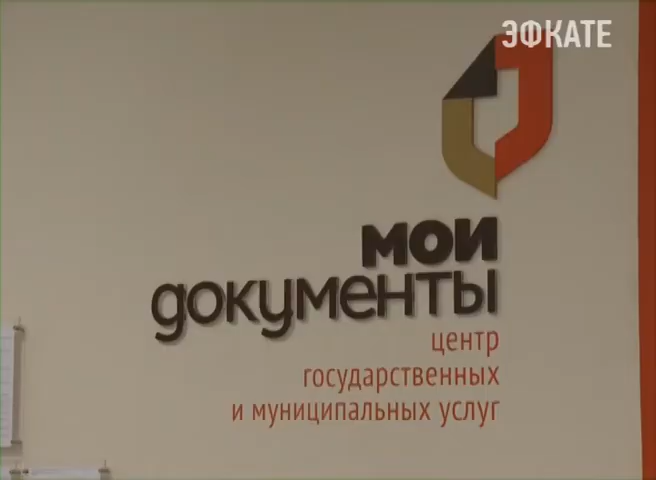 ЭФКАТЕ
мои
документы
центр
государственных
и муниципальных услуг